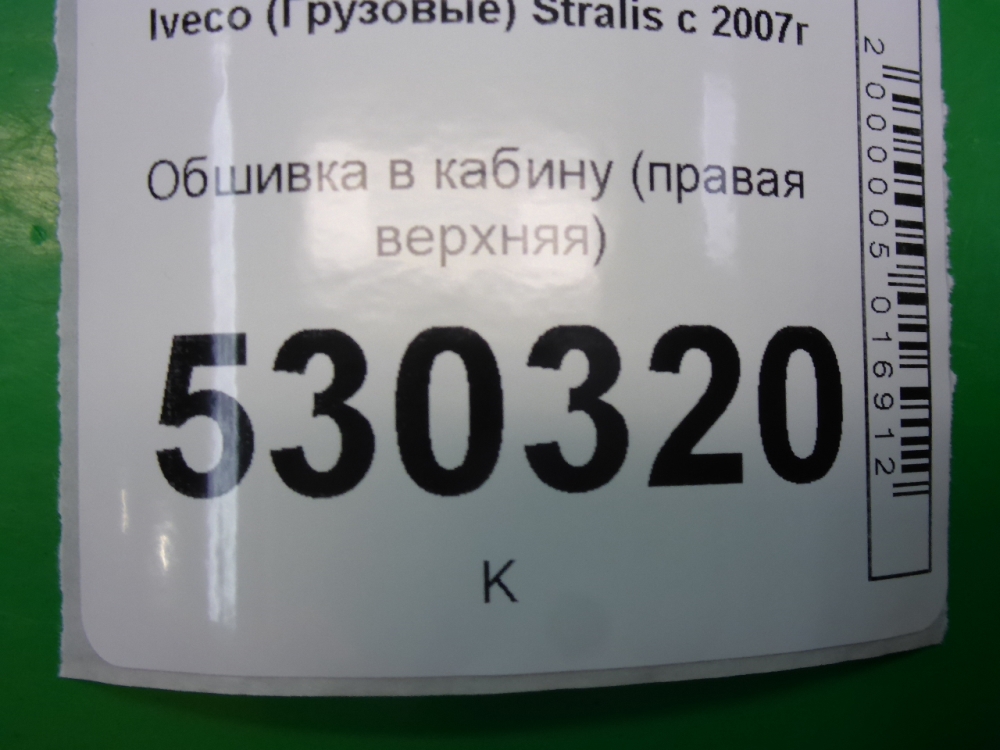 Iveco (Грузовые) Stralis с 2007г
Обшивка в кабину (правая
верхняя)
530320
К
2000005016912